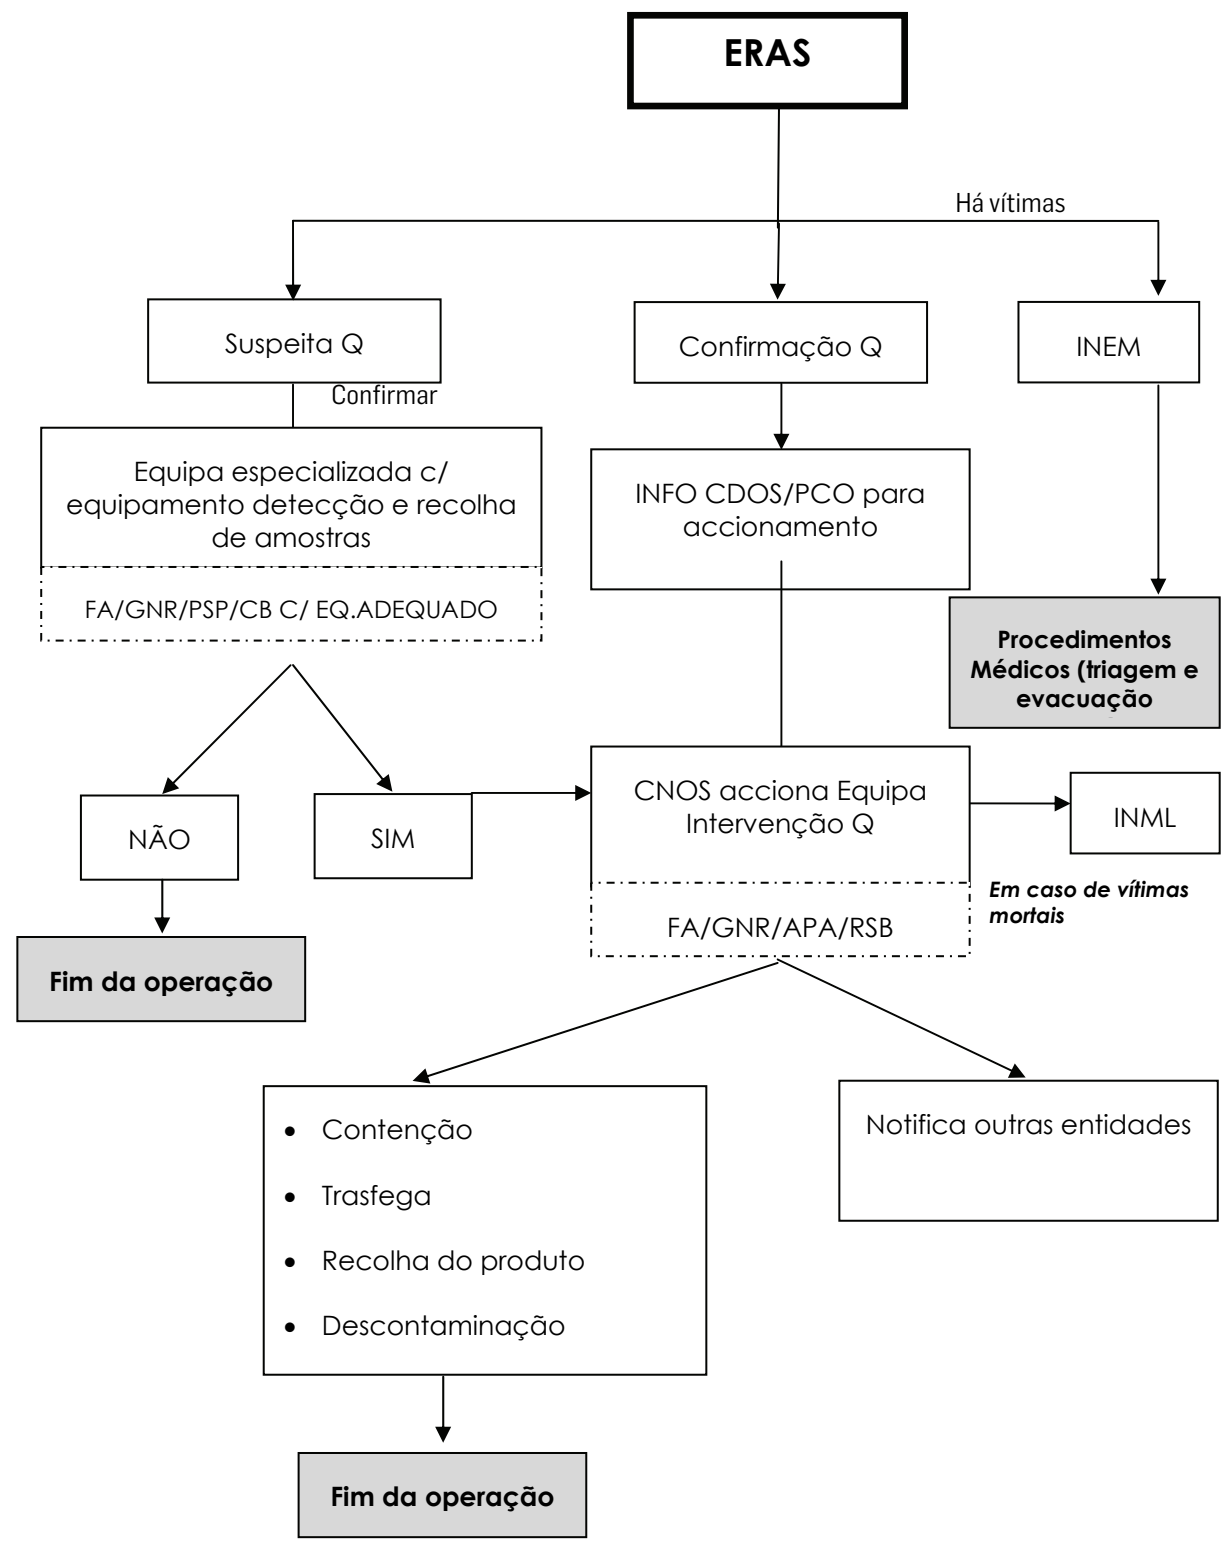 ERAS
Há vítimas
Suspeita Q
Confirmação Q
INEM
Confirmar
Equipa especializada c/
equipamento detecção e recolha
de amostras
FA/GNR/PSP/CB C/ EQ.ADEQUADO
INFO CDOS/PCO para
accionamento
Procedimentos
Médicos (triagem e
evacuação
NÃO
SIM
CNOS acciona Equipa
Intervenção Q
FA/GNR/APA/RSB
INML
Em caso de vítimas
mortais
Fim da operação
• Contenção
• Trasfega
• Recolha do produto
• Descontaminação
Notifica outras entidades
Fim da operação